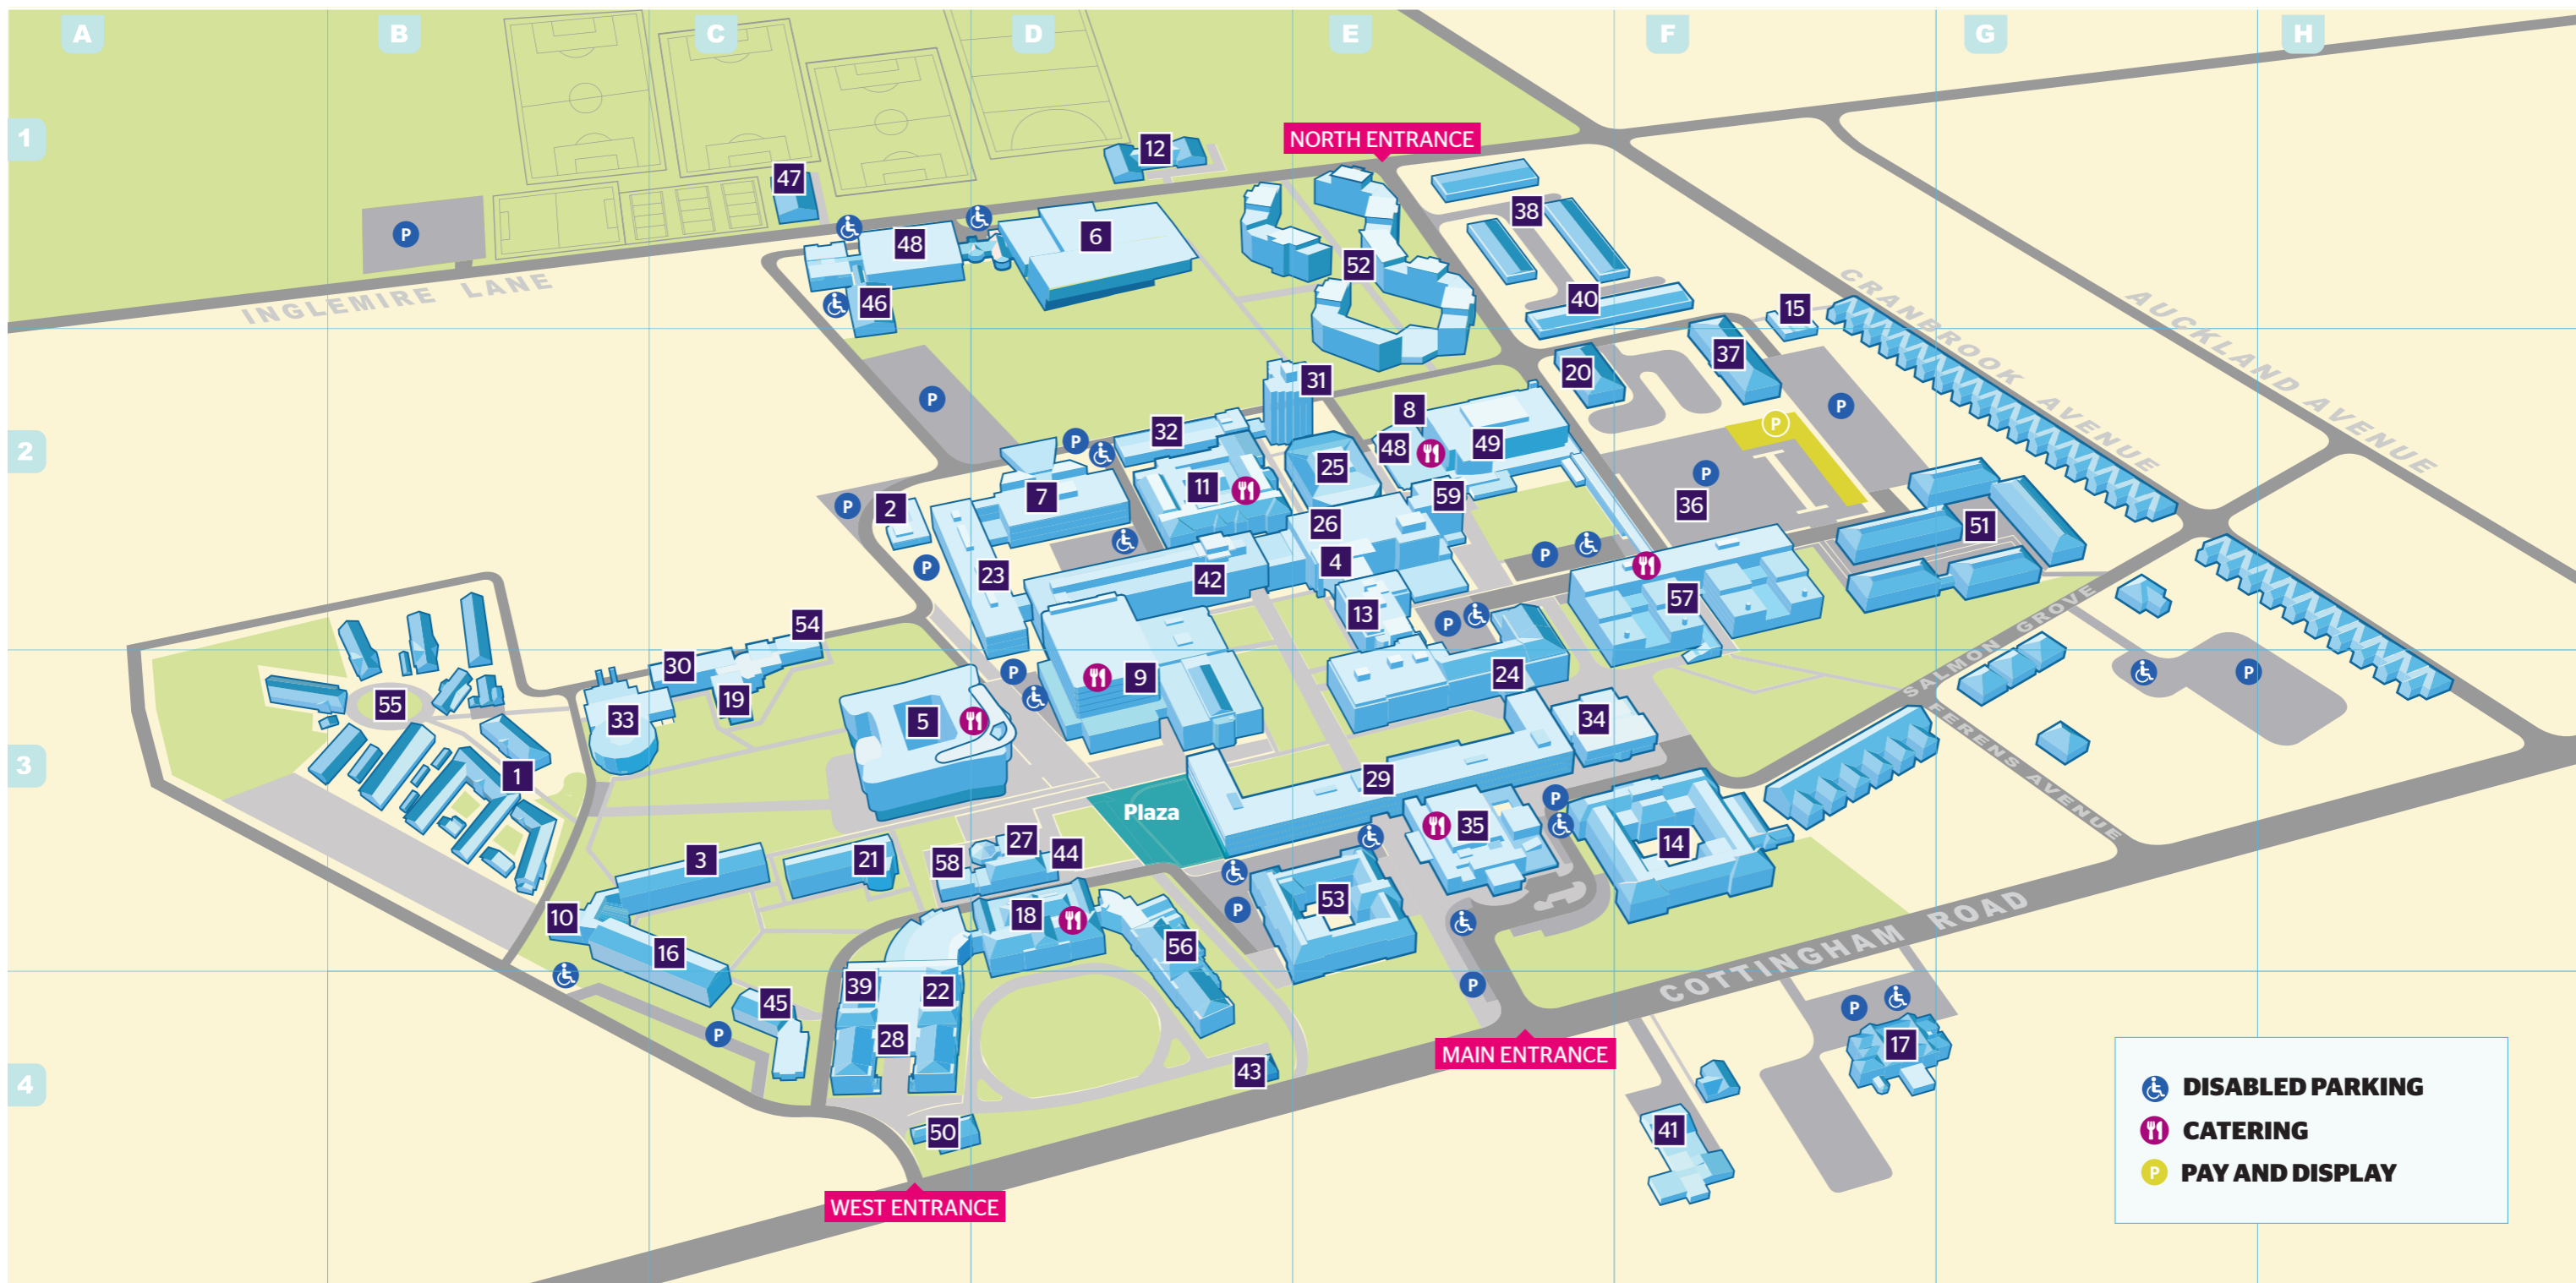 A B C D E F G H
1
NORTH ENTRANCE
12
47
38
48 6
52
INGLEMIRE LANE
P
46
40
15
CRANBROOK AVENUE
AUCKLAND AVENUE
37
20
31
P
P
8
P
2
32
P
48 49
25
11
P
36
7
59
P 2
26
51
P
4
P
23
42
57
13
P
54
SALMON GROVE
30
P
9
24
P
19
55
33
5
34
FERENS AVENUE
3
1
29
P
Plaza
35
27
14
44
3
21
58
53
P
10
18
56
16
COTTINGHAM ROAD
39
22
P
45
P
P
28
17
MAIN ENTRANCE
43
4
41
50
WEST ENTRANCE
DISABLED PARKING
CATERING
P PAY AND DISPLAY